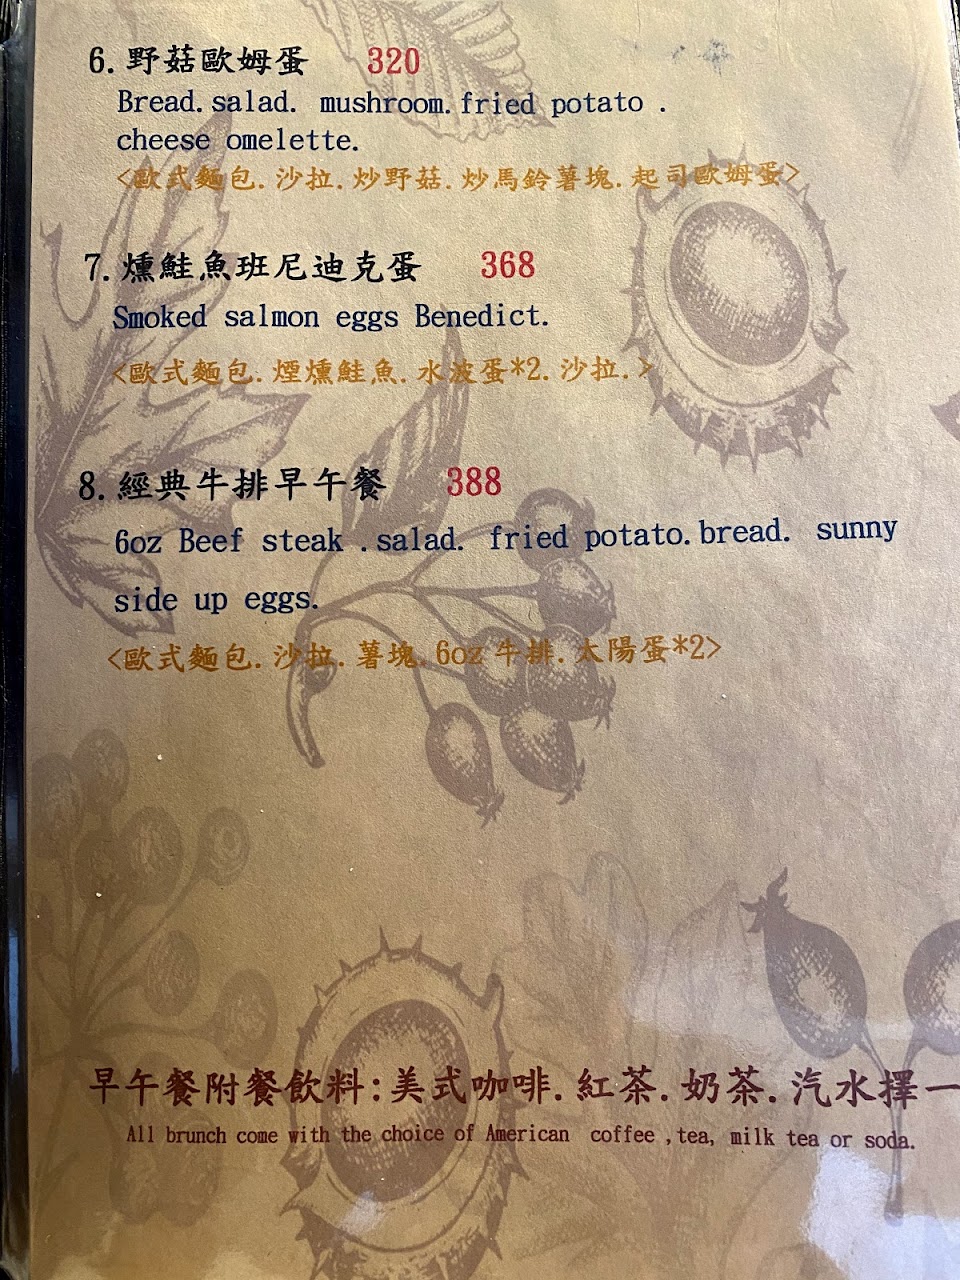 6. 野菇歐姆蛋 320
Bread. salad. mushroom. fried potato .
cheese omelette.
<歐式麵包. 沙拉. 炒野菇. 炒馬鈴薯塊. 起司歐姆蛋>
7. 燻鮭魚班尼迪克蛋 368
Smoked salmon eggs Benedict.
<歐式麵包. 煙燻鮭魚. 水波蛋*2. 沙拉. >
8. 經典牛排早午餐 388
6oz Beef steak .salad. fried potato. bread. sunny
side up eggs.
<歐式麵包. 沙拉. 薯塊. 6oz 牛排. 太陽蛋*2>
早午餐附餐飲料:美式咖啡. 紅茶. 奶茶. 汽水擇一
All brunch come with the choice of American coffee ,tea, milk tea or soda.